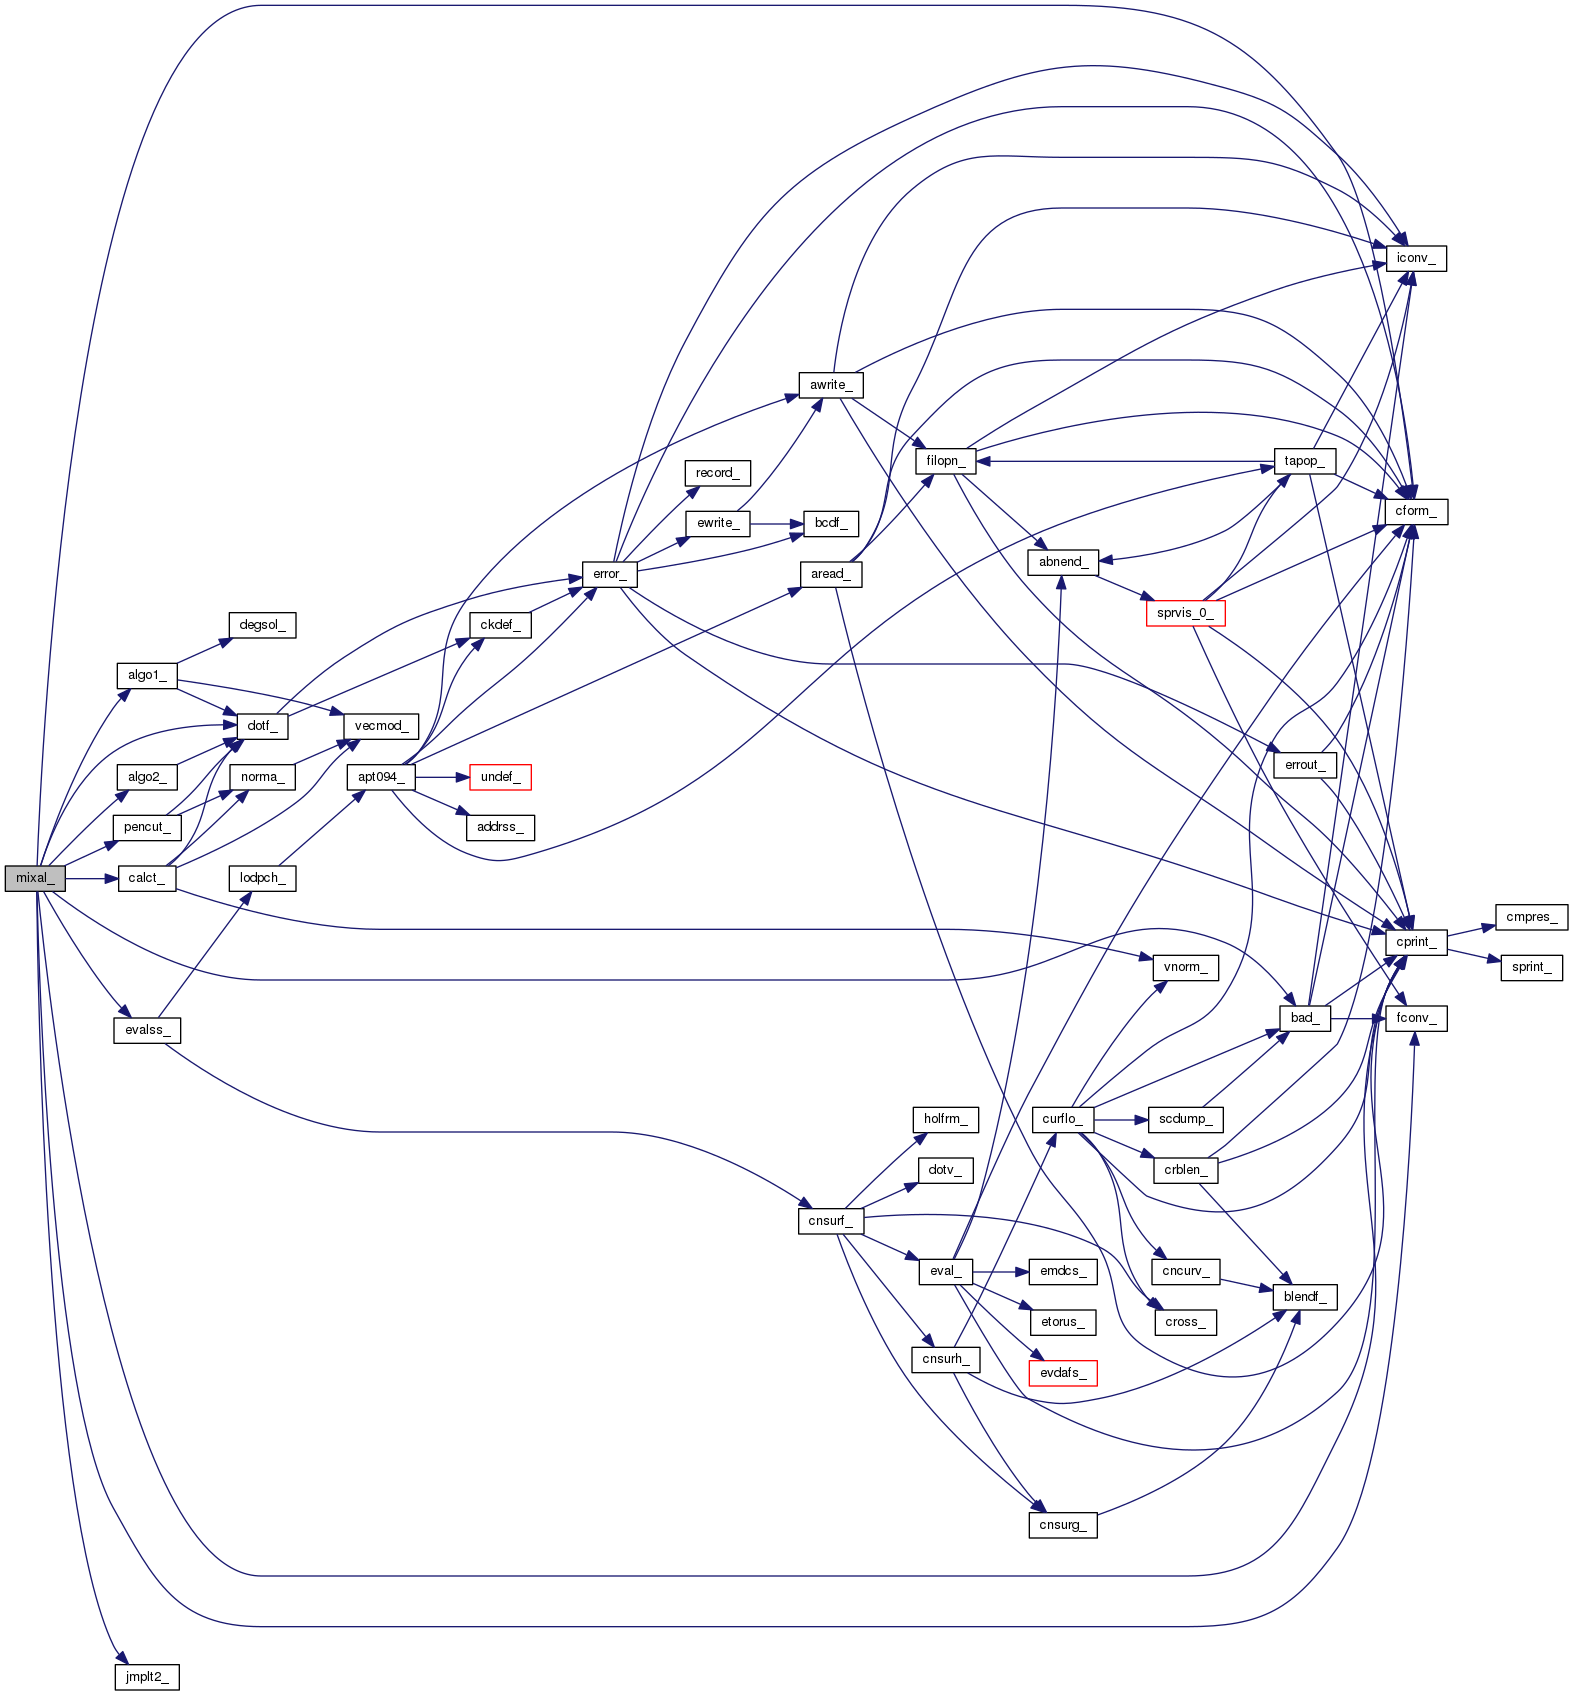 iconv_
awrite_
filopn_
tapop_
record_
cform_
ewrite_
bcdf_
abnend_
error_
aread_
sprvis_0_
degsol_
ckdef_
algo1_
dotf_
vecmod_
errout_
algo2_
norma_
apt094_
undef_
pencut_
addrss_
mixal_
calct_
lodpch_
cmpres_
cprint_
vnorm_
sprint_
evalss_
bad_
fconv_
holfrm_
curflo_
scdump_
dotv_
crblen_
cnsurf_
eval_
emdcs_
cncurv_
blendf_
etorus_
cross_
cnsurh_
evdafs_
cnsurg_
jmplt2_